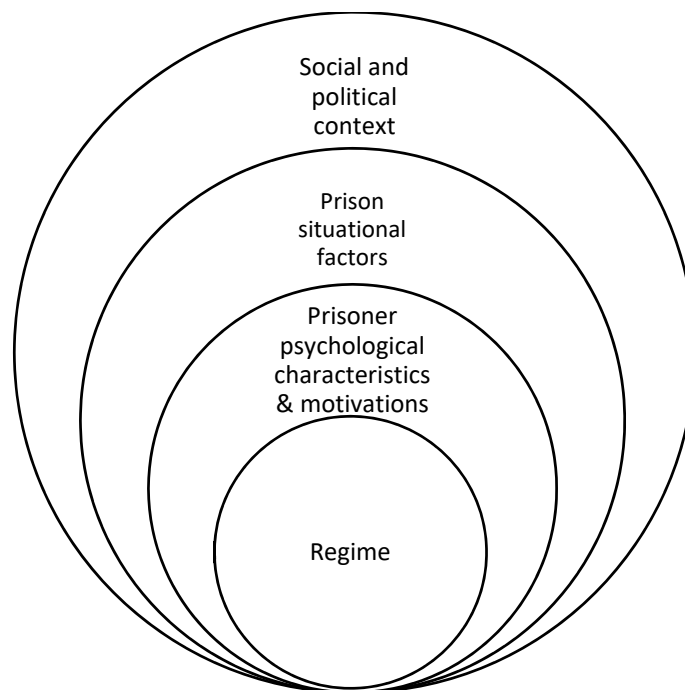 Social and
political
context
Prison
situational
factors
Prisoner
psychological
characteristics
& motivations
Regime